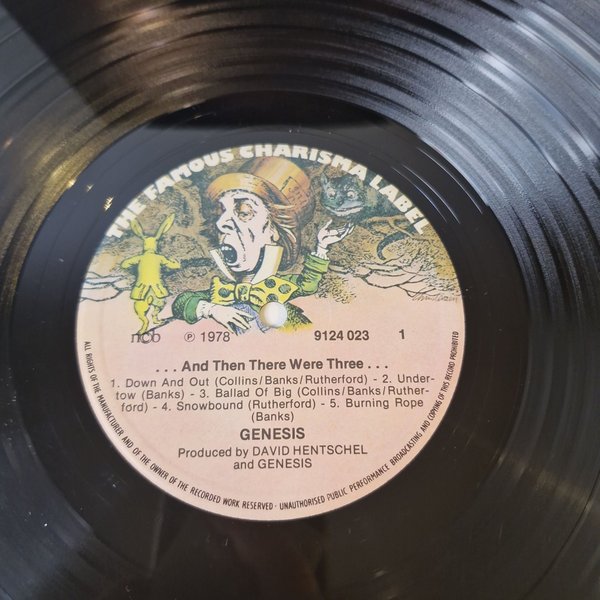 THE FAMOUS CHARISMA LABEL
ncb ℗ 1978 9124 023 1
...And Then There Were Three...
1. Down And Out (Collins/Banks/Rutherford) - 2. Under-
tow (Banks) - 3. Ballad Of Big (Collins/Banks/Ruther-
ford) - 4. Snowbound (Rutherford) - 5. Burning Rope
(Banks)
GENESIS
Produced by DAVID HENTSCHEL
and GENESIS
ALL RIGHTS OF THE MANUFACTURER AND OF THE OWNER OF THE RECORDED WORK RESERVED · UNAUTHORISED PUBLIC PERFORMANCE BROADCASTING AND COPYING OF THIS RECORD PROHIBITED